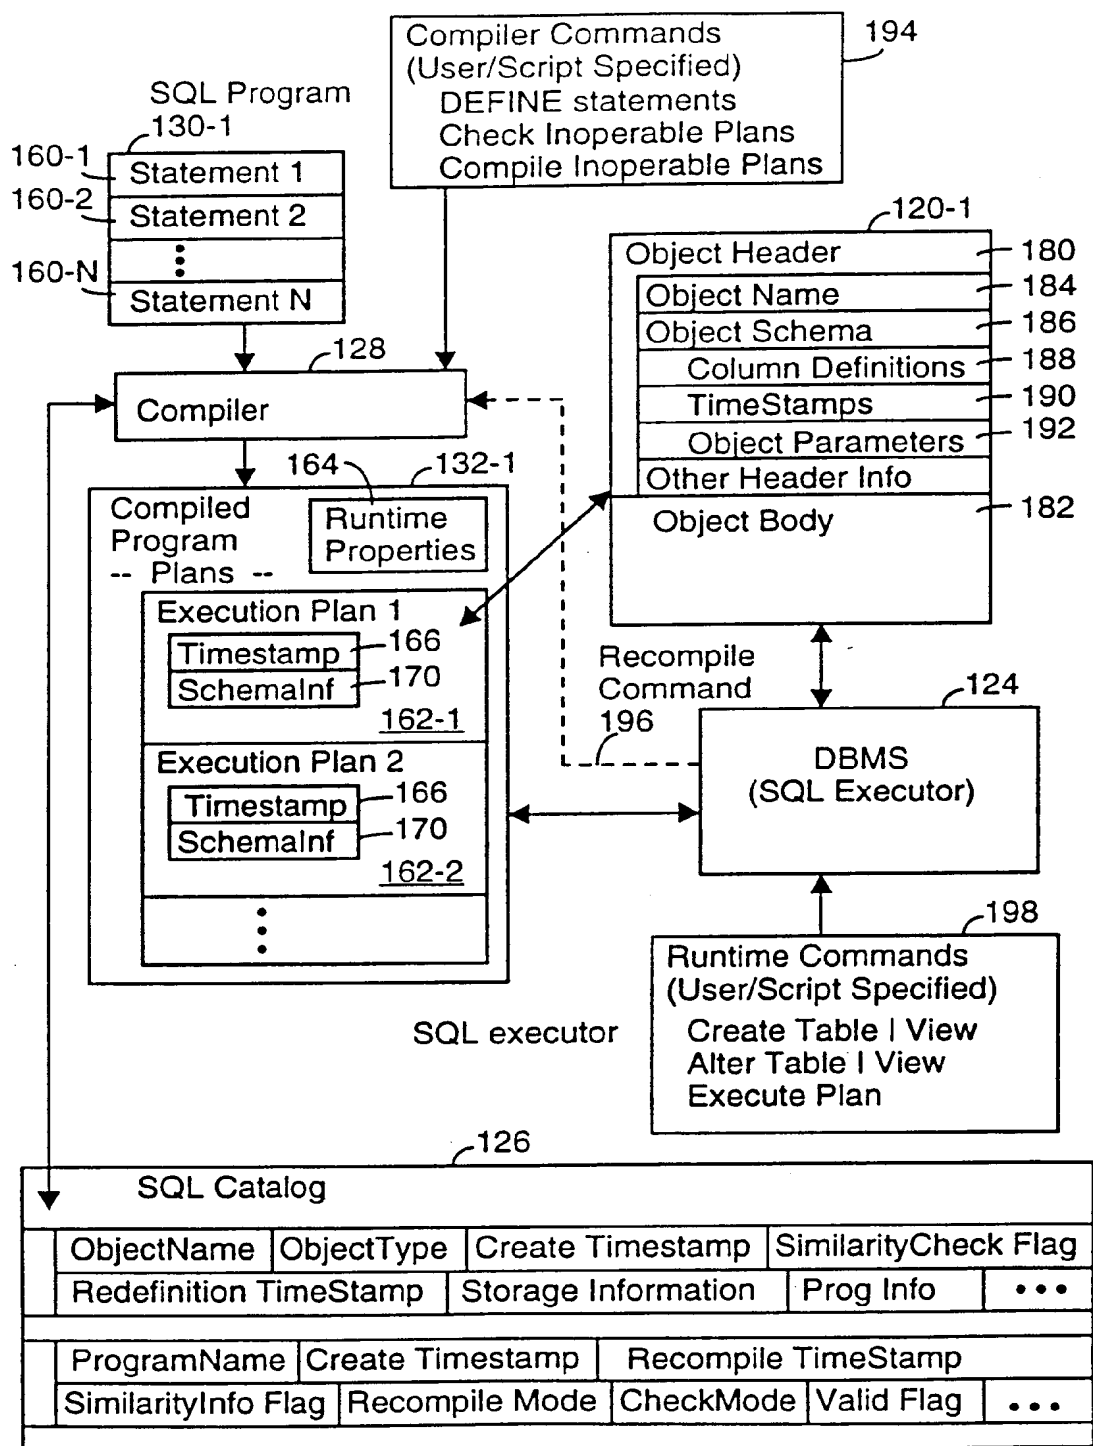 Compiler Commands
(User/Script Specified)
DEFINE statements
Check Inoperable Plans
Compile Inoperable Plans
194
SQL Program
130-1
160-1
Statement 1
160-2
Statement 2
160-N
Statement N
128
Compiler
120-1
Object Header
180
Object Name
184
Object Schema
186
Column Definitions
188
TimeStamps
190
Object Parameters
192
Other Header Info
Object Body
182
164
132-1
Compiled
Program
-- Plans --
Runtime
Properties
Execution Plan 1
Timestamp
166
SchemaInf
170
162-1
Execution Plan 2
Timestamp
166
SchemaInf
170
162-2
Recompile
Command
196
124
DBMS
(SQL Executor)
198
Runtime Commands
(User/Script Specified)
Create Table | View
Alter Table | View
Execute Plan
SQL executor
126
SQL Catalog
ObjectName ObjectType Create Timestamp SimilarityCheck Flag
Redefinition TimeStamp Storage Information Prog Info •••
ProgramName Create Timestamp Recompile TimeStamp
SimilarityInfo Flag Recompile Mode CheckMode Valid Flag •••